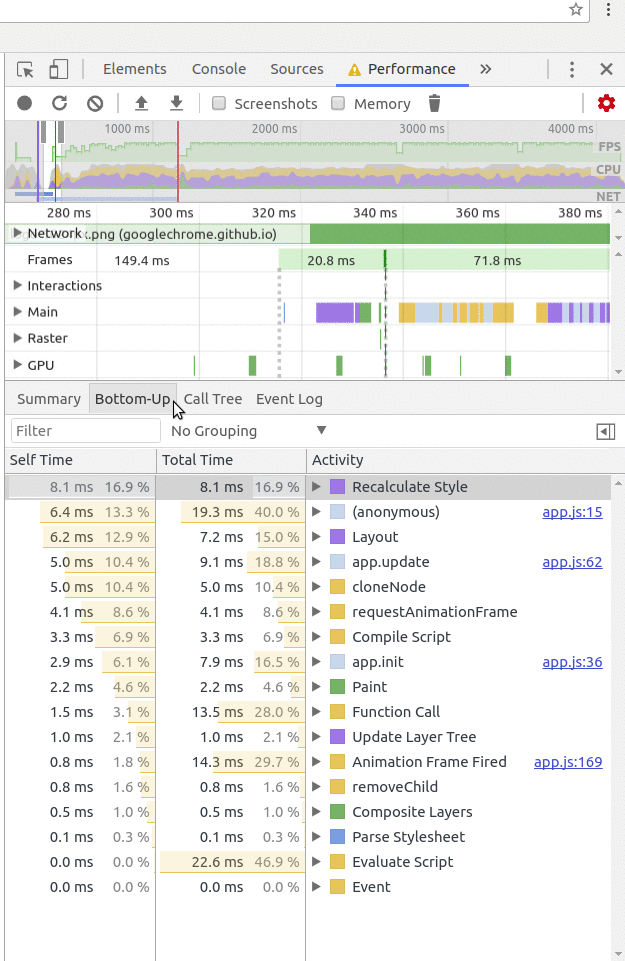 Elements Console Sources Performance »
Screenshots Memory
1000 ms 2000 ms 3000 ms 4000 ms
FPS
CPU
NET
280 ms 300 ms 320 ms 340 ms 360 ms 380 ms
Network :.png (googlechrome.github.io)
Frames 149.4 ms 20.8 ms 71.8 ms
Interactions
Main
Raster
GPU
Summary Bottom-Up Call Tree Event Log
Filter No Grouping
Self Time Total Time Activity
8.1 ms 16.9 % 8.1 ms 16.9 % Recalculate Style
6.4 ms 13.3 % 19.3 ms 40.0 % (anonymous) app.js:15
6.2 ms 12.9 % 7.2 ms 15.0 % Layout
5.0 ms 10.4 % 9.1 ms 18.8 % app.update app.js:62
5.0 ms 10.4 % 5.0 ms 10.4 % cloneNode
4.1 ms 8.6 % 4.1 ms 8.6 % requestAnimationFrame
3.3 ms 6.9 % 3.3 ms 6.9 % Compile Script
2.9 ms 6.1 % 7.9 ms 16.5 % app.init app.js:36
2.2 ms 4.6 % 2.2 ms 4.6 % Paint
1.5 ms 3.1 % 13.5 ms 28.0 % Function Call
1.0 ms 2.1 % 1.0 ms 2.1 % Update Layer Tree
0.8 ms 1.8 % 14.3 ms 29.7 % Animation Frame Fired app.js:169
0.8 ms 1.6 % 0.8 ms 1.6 % removeChild
0.5 ms 1.0 % 0.5 ms 1.0 % Composite Layers
0.1 ms 0.3 % 0.1 ms 0.3 % Parse Stylesheet
0.0 ms 0.0 % 22.6 ms 46.9 % Evaluate Script
0.0 ms 0.0 % 0.0 ms 0.0 % Event